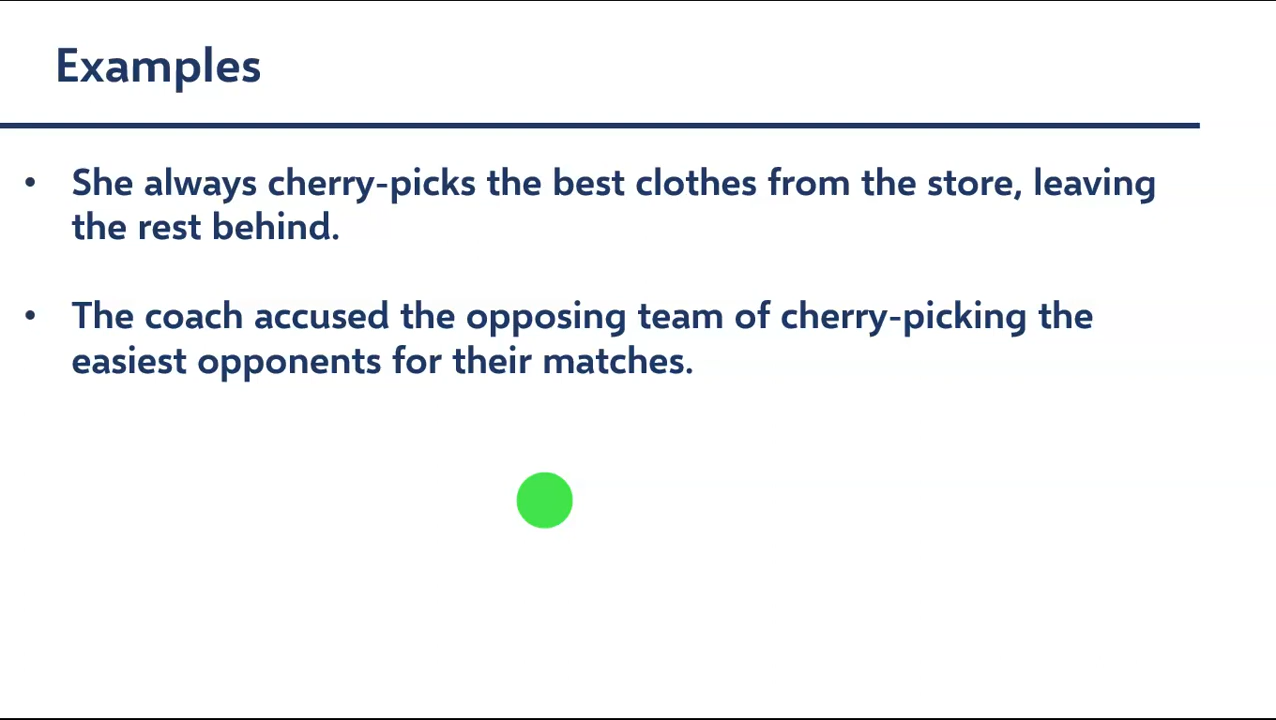 Examples
• She always cherry-picks the best clothes from the store, leaving
the rest behind.
• The coach accused the opposing team of cherry-picking the
easiest opponents for their matches.